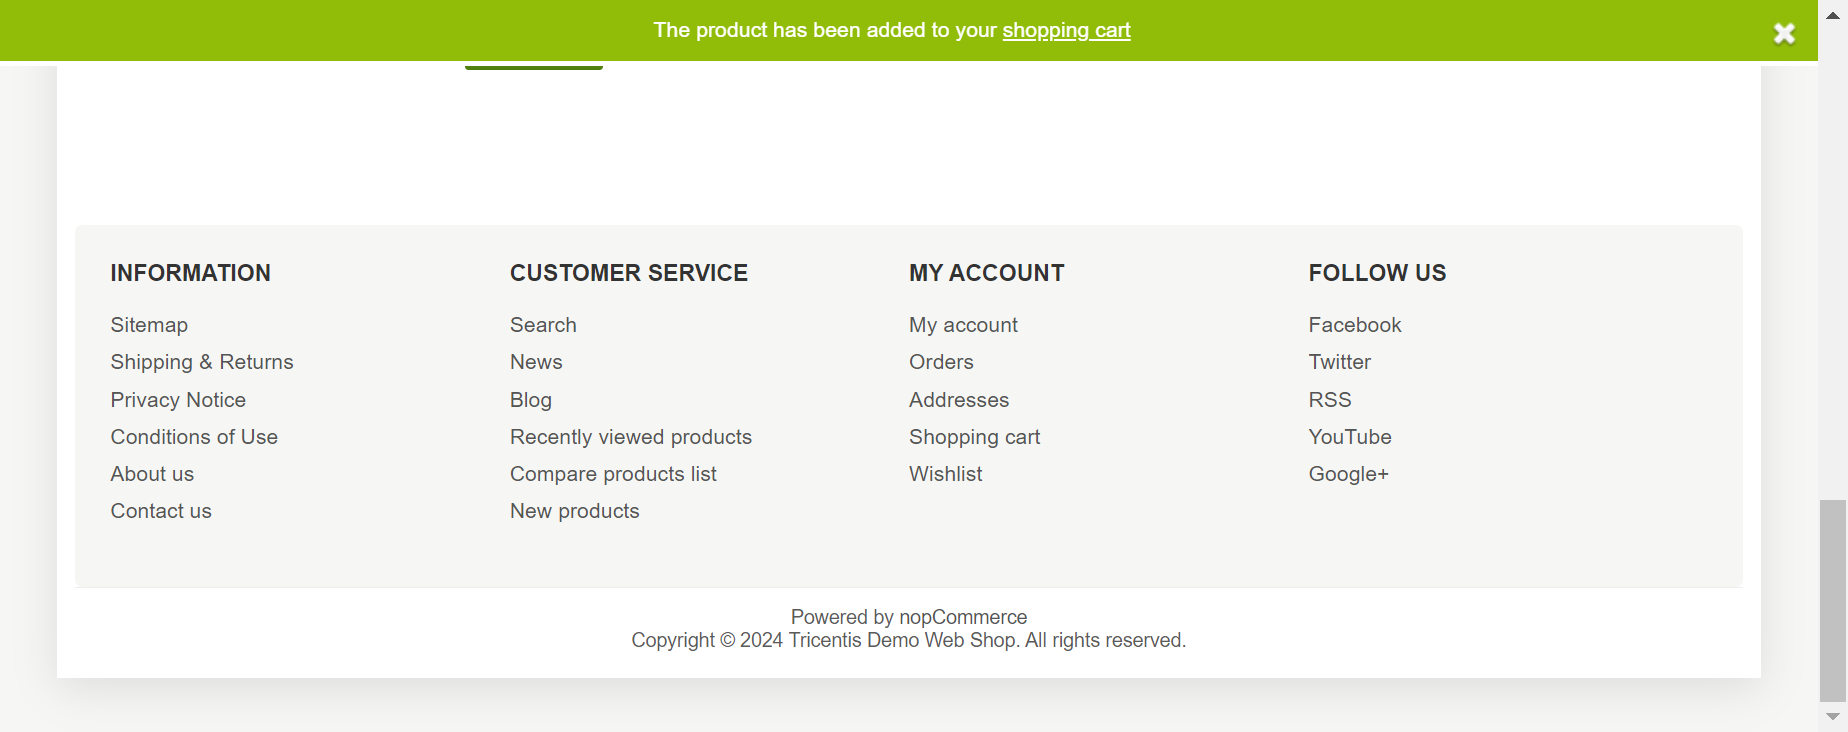 The product has been added to your shopping cart
INFORMATION
Sitemap
Shipping & Returns
Privacy Notice
Conditions of Use
About us
Contact us
CUSTOMER SERVICE
Search
News
Blog
Recently viewed products
Compare products list
New products
MY ACCOUNT
My account
Orders
Addresses
Shopping cart
Wishlist
FOLLOW US
Facebook
Twitter
RSS
YouTube
Google+
Powered by nopCommerce
Copyright © 2024 Tricentis Demo Web Shop. All rights reserved.